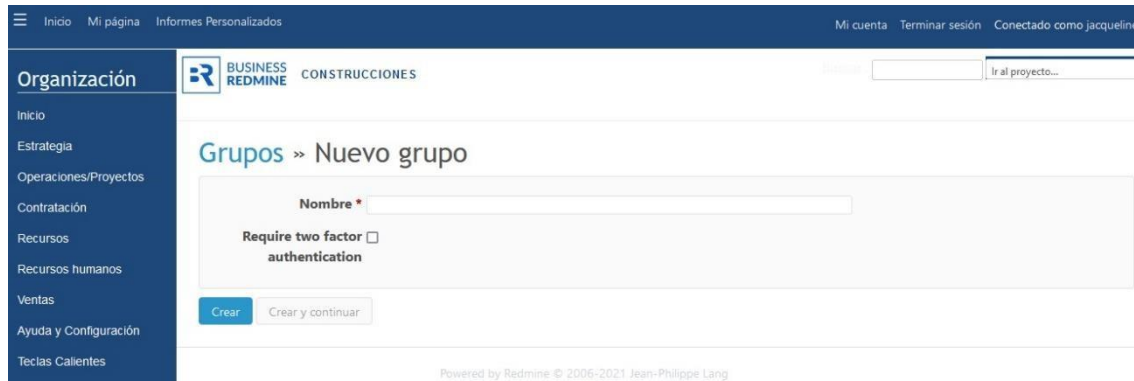 ☰ Inicio Mi página Informes Personalizados Mi cuenta Terminar sesión Conectado como jacqueline
Organización
BUSINESS
REDMINE
CONSTRUCCIONES
Ir al proyecto...
Inicio
Estrategia
Operaciones/Proyectos
Contratación
Recursos
Recursos humanos
Ventas
Ayuda y Configuración
Teclas Calientes
Grupos » Nuevo grupo
Nombre *
Require two factor
authentication
Crear Crear y continuar
Powered by Redmine © 2006-2021 Jean-Philippe Lang